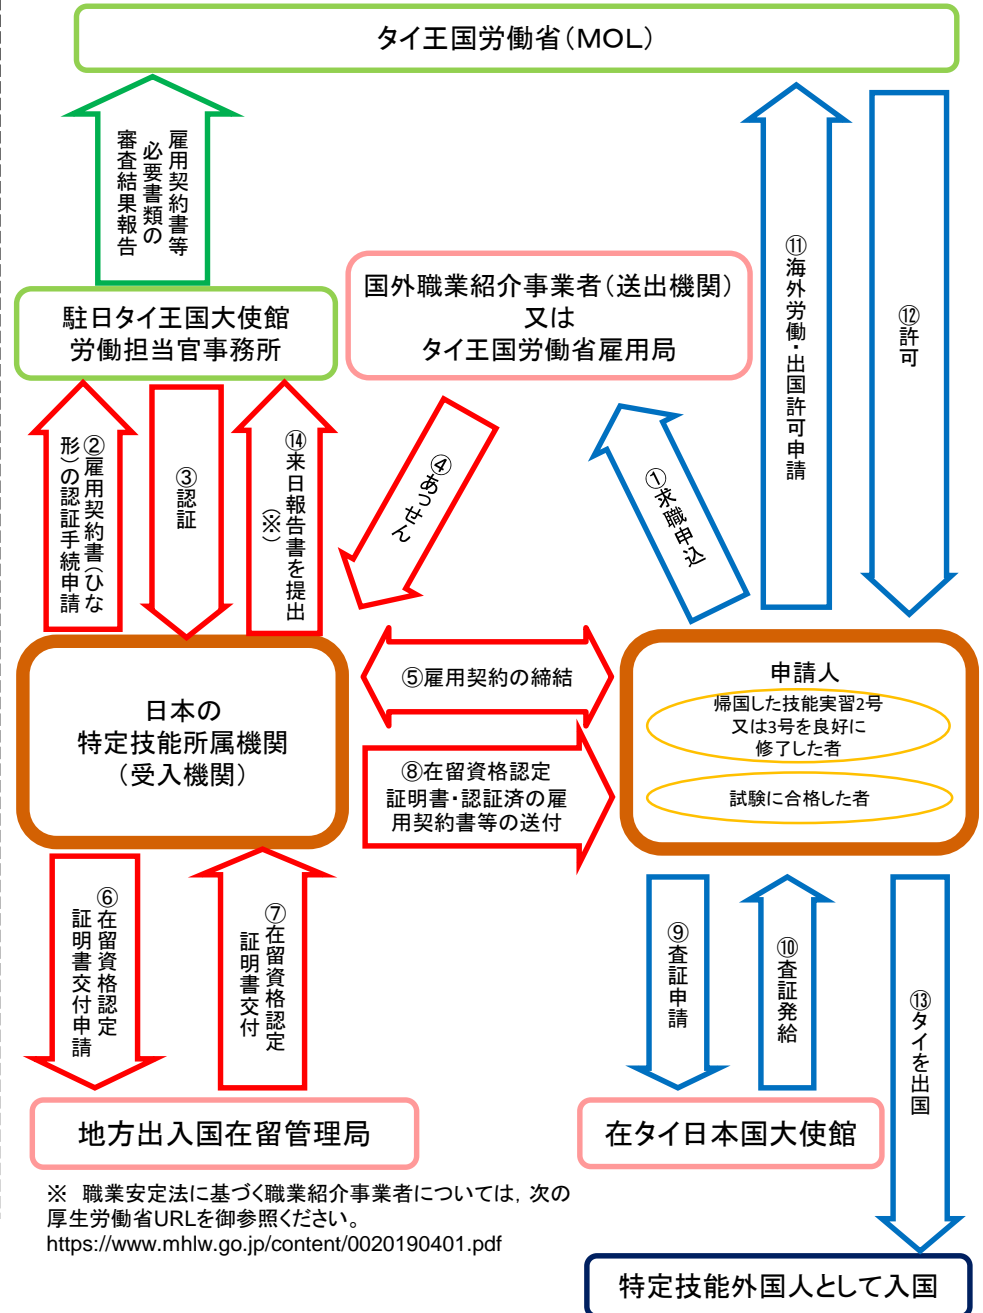 タイ王国労働省（ＭＯＬ）
雇用契約書等
必要書類の
審査結果報告
国外職業紹介事業者（送出機関）
又は
タイ王国労働省雇用局
⑪海外労働・出国許可申請
⑫許可
駐日タイ王国大使館
労働担当官事務所
②雇用契約書（ひな
形）の認証手続申請
③認証
⑭来日報告書を提出
（※）
④あっせん
①求職申込
⑤雇用契約の締結
日本の
特定技能所属機関
（受入機関）
申請人
帰国した技能実習2号
又は3号を良好に
修了した者
試験に合格した者
⑧在留資格認定
証明書・認証済の雇
用契約書等の送付
⑥在留資格認定
証明書交付申請
⑦在留資格認定
証明書交付
⑨査証申請
⑩査証発給
⑬タイを出国
地方出入国在留管理局
在タイ日本国大使館
※　職業安定法に基づく職業紹介事業者については，次の
厚生労働省URLを御参照ください。
https://www.mhlw.go.jp/content/0020190401.pdf
特定技能外国人として入国